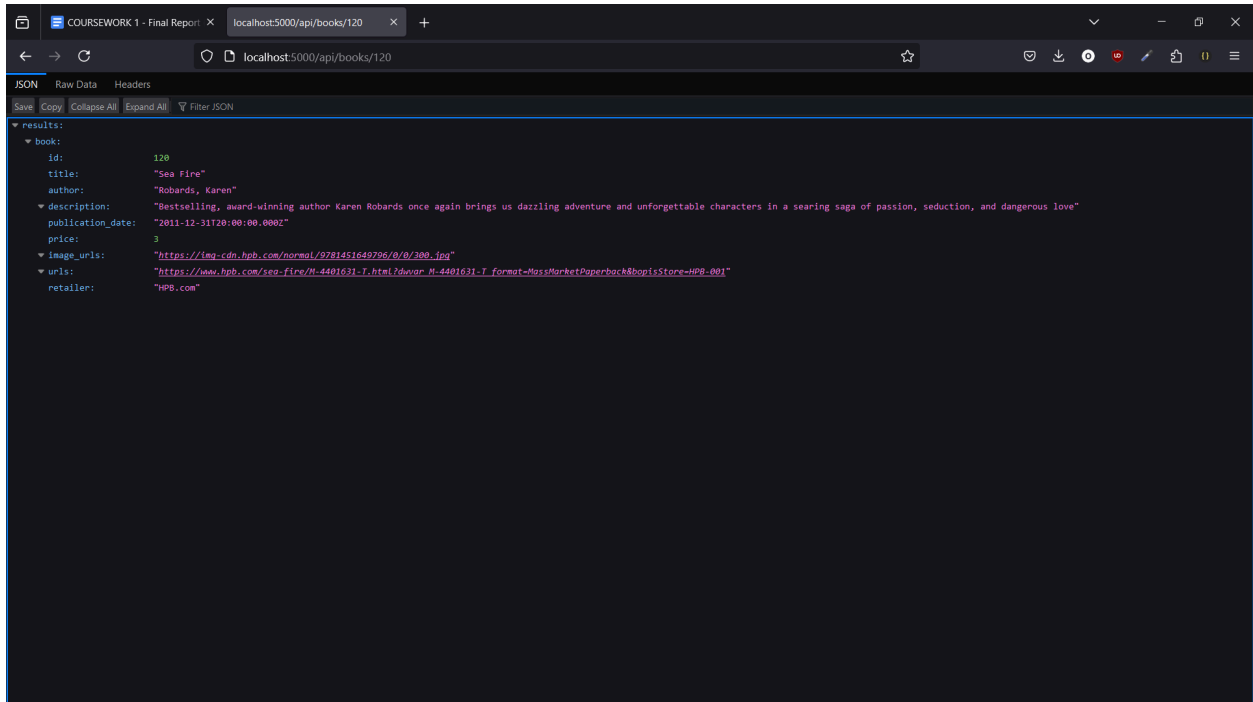 COURSEWORK 1 - Final Report
localhost:5000/api/books/120
localhost:5000/api/books/120
JSON Raw Data Headers
Save Copy Collapse All Expand All Filter JSON
results:
book:
id: 120
title: "Sea Fire"
author: "Robards, Karen"
description: "Bestselling, award-winning author Karen Robards once again brings us dazzling adventure and unforgettable characters in a searing saga of passion, seduction, and dangerous love"
publication_date: "2011-12-31T20:00:00.000Z"
price: 3
image_urls: "https://img-cdn.hpb.com/normal/9781451649796/0/0/300.jpg"
urls: "https://www.hpb.com/sea-fire/M-4401631-T.html?dwvar_M-4401631-T_format=MassMarketPaperback&bopisStore=HPB-001"
retailer: "HPB.com"